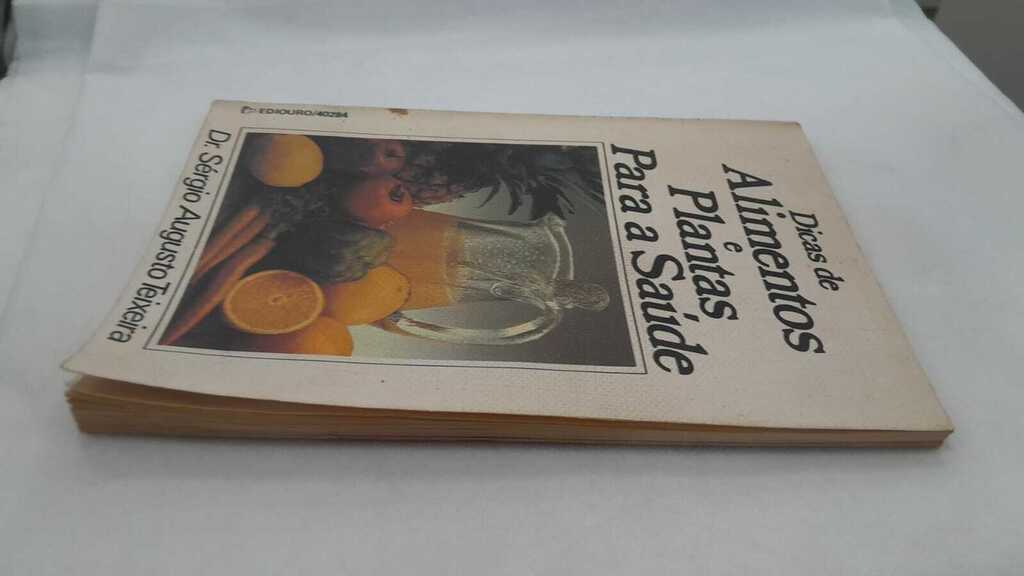 Dicas de
Alimentos
e
Plantas
Para a Saúde
Dr. Sérgio Augusto Teixeira
EDIOURO/40284